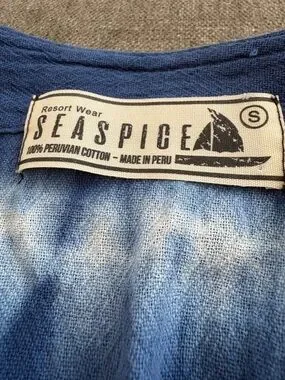 Resort Wear
SEASPICE
S
100% PERUVIAN COTTON - MADE IN PERU